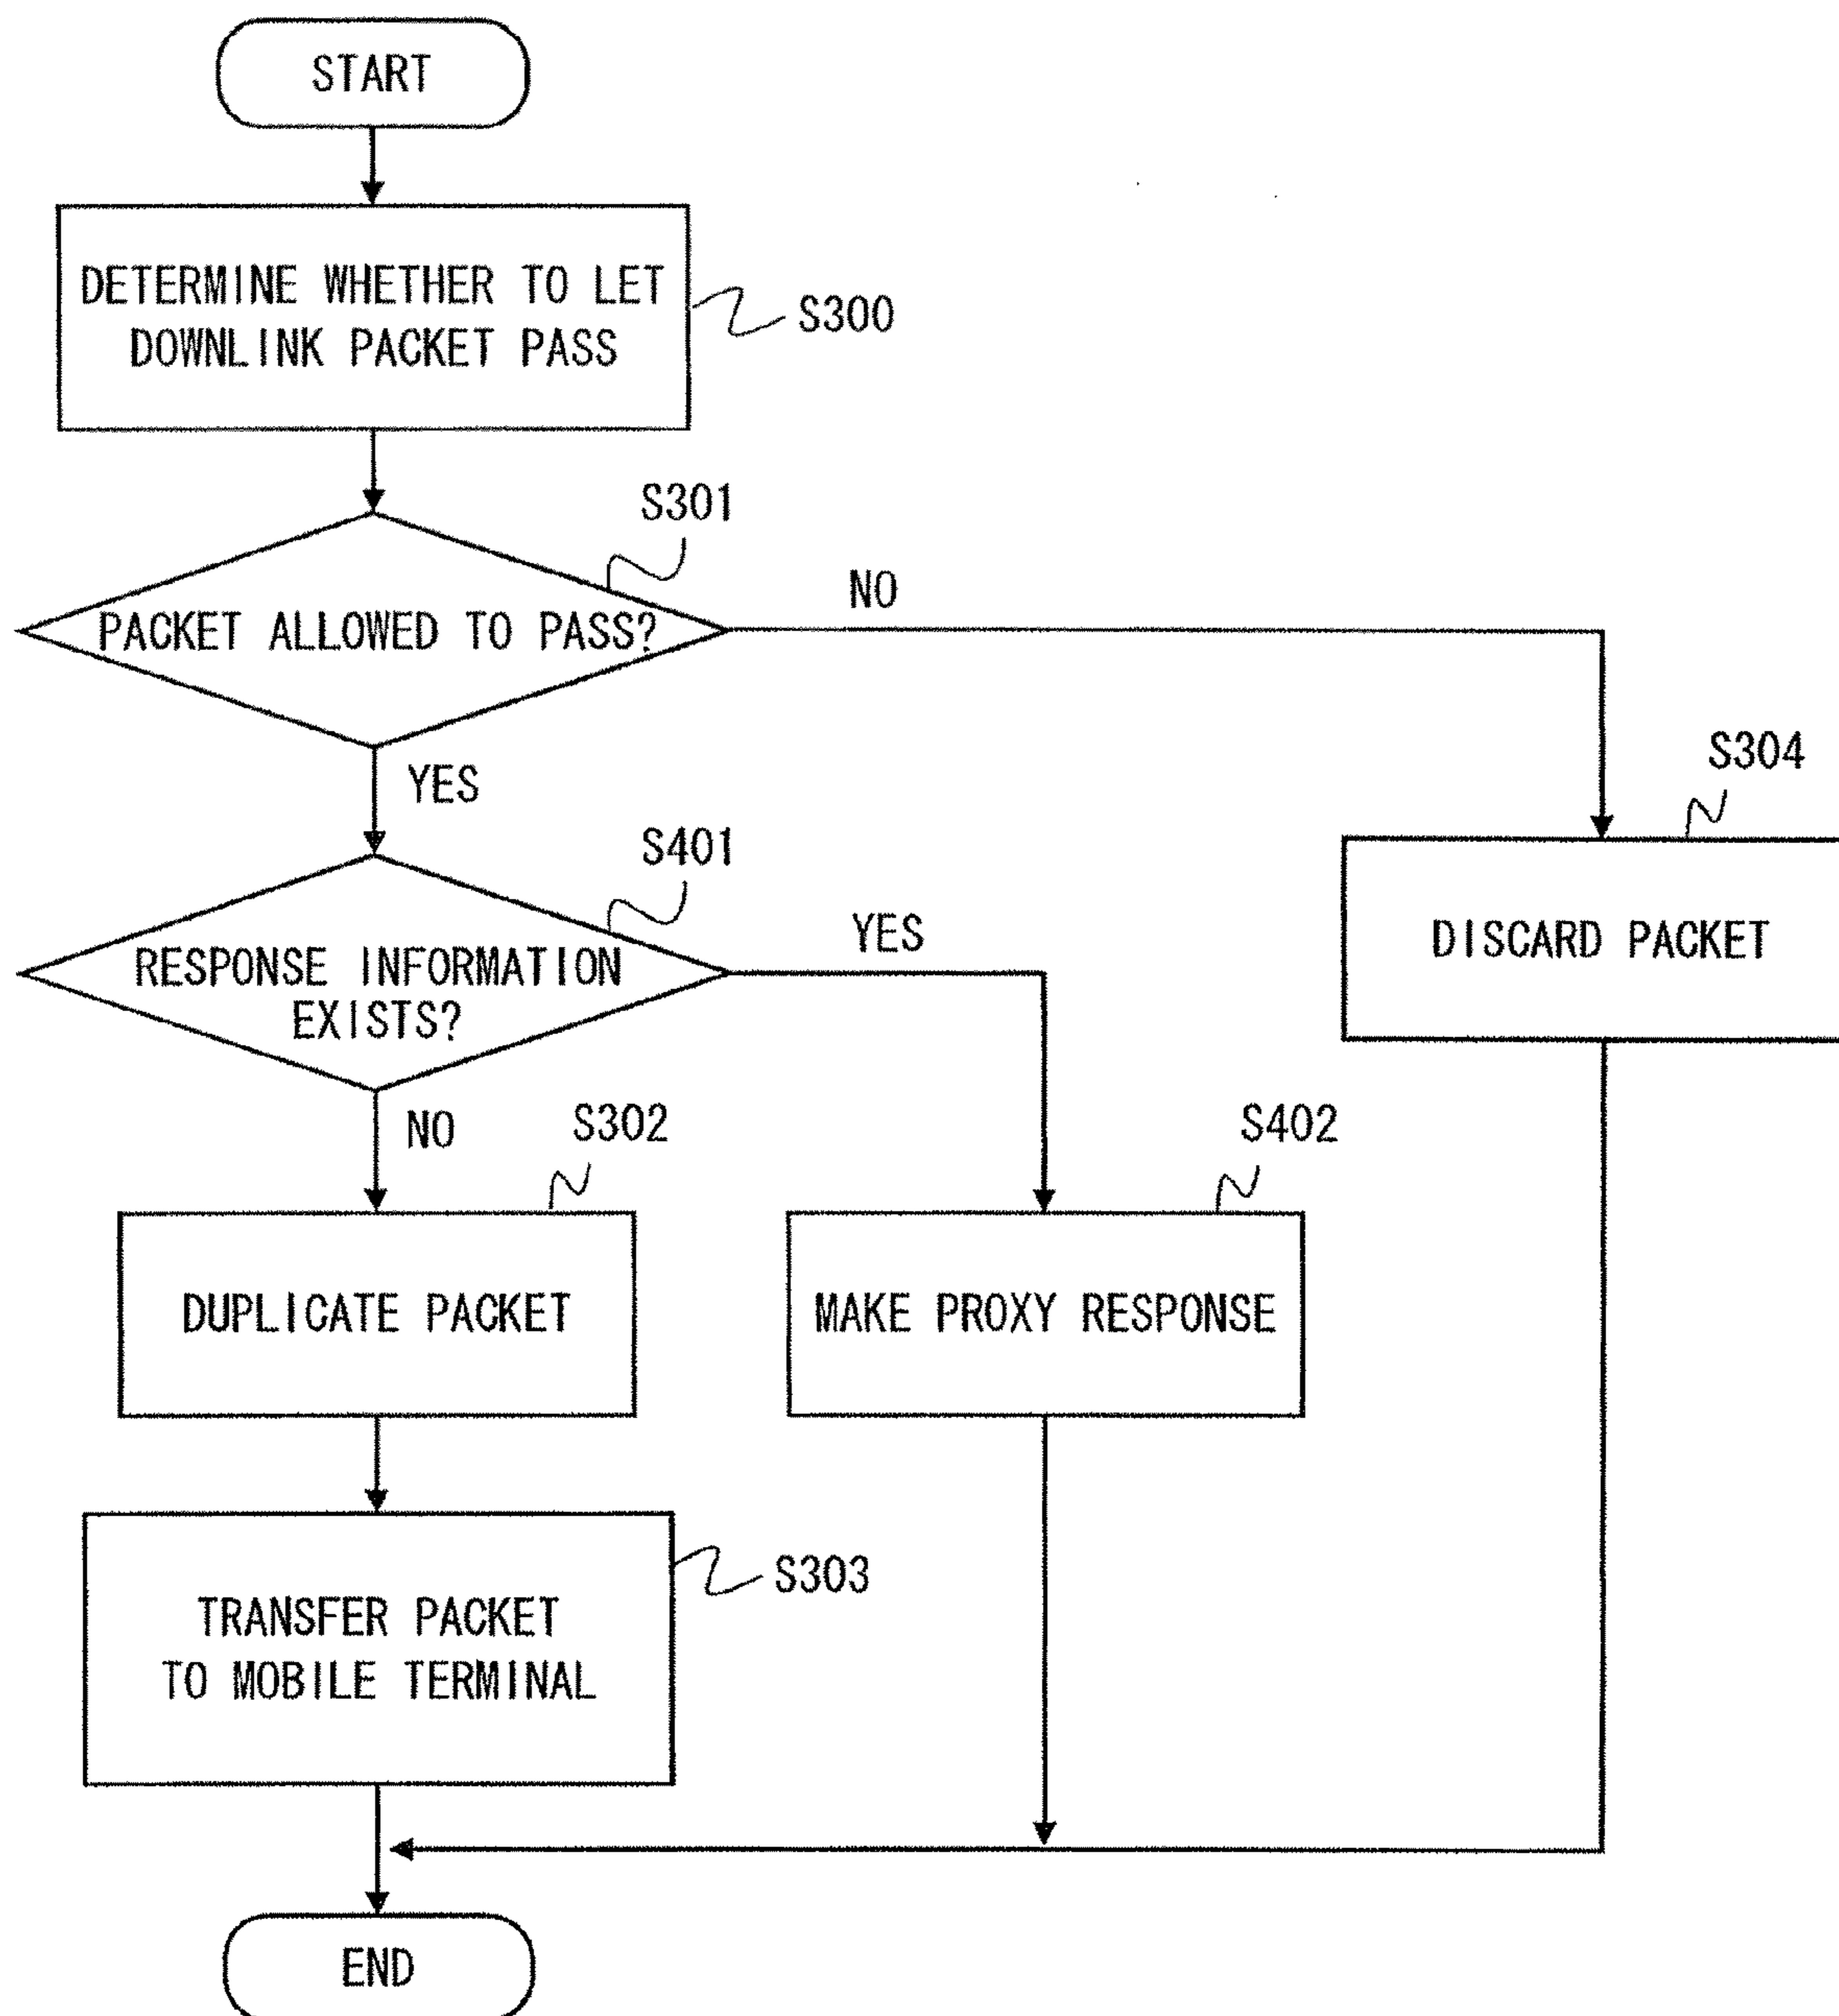 START
DETERMINE WHETHER TO LET
DOWNLINK PACKET PASS
S300
S301
PACKET ALLOWED TO PASS?
NO
YES
S304
DISCARD PACKET
S401
RESPONSE INFORMATION
EXISTS?
YES
NO
S302
S402
DUPLICATE PACKET
MAKE PROXY RESPONSE
TRANSFER PACKET
TO MOBILE TERMINAL
S303
END